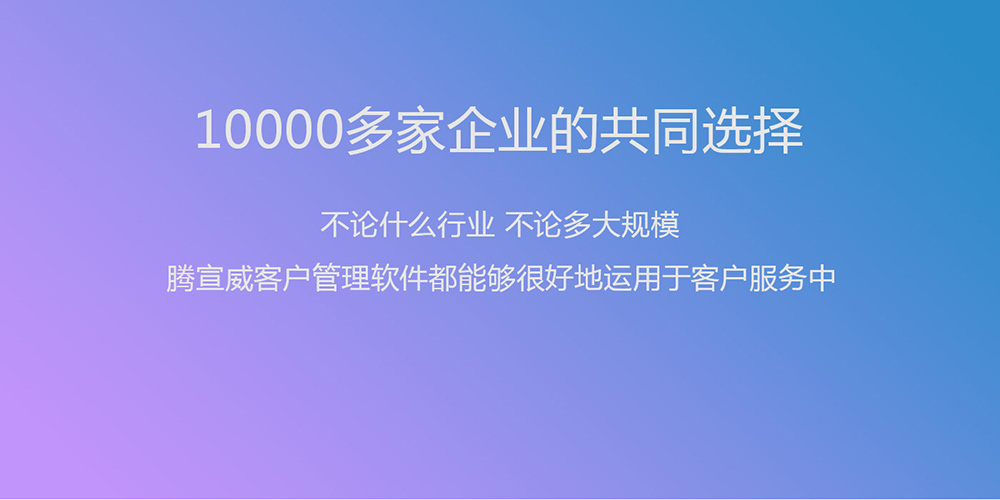 10000多家企业的共同选择
不论什么行业 不论多大规模
腾宣威客户管理软件都能够很好地运用于客户服务中